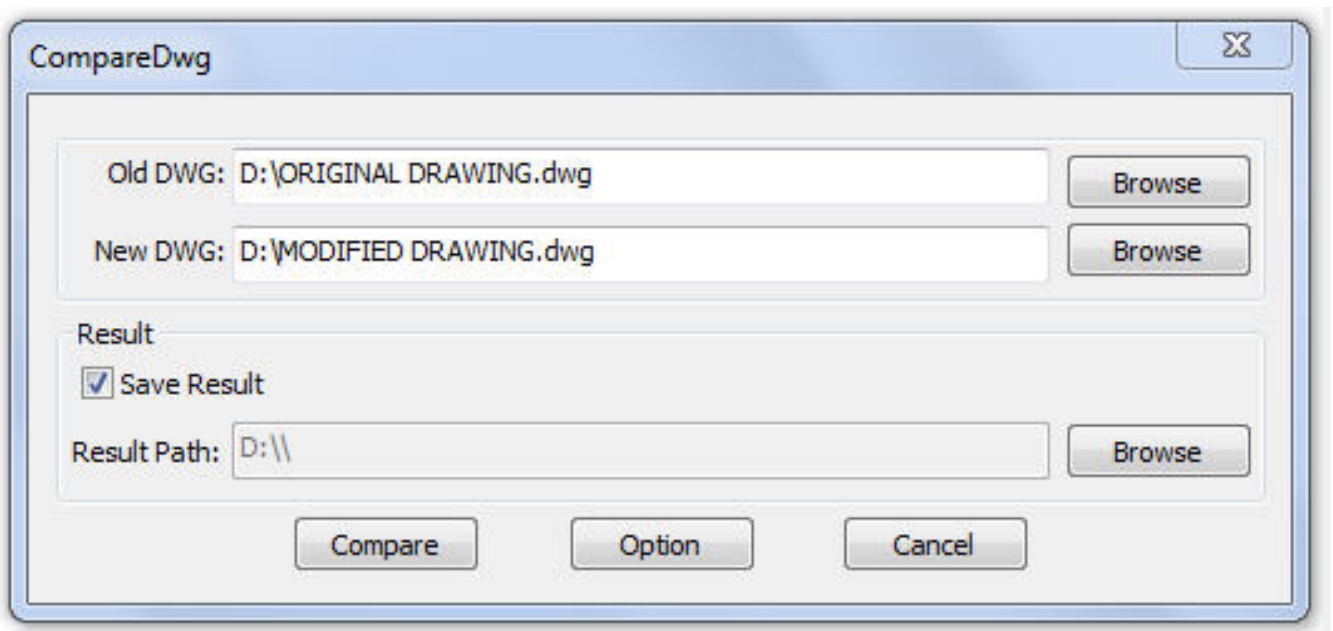 CompareDwg
Old DWG: D:\ORIGINAL DRAWING.dwg Browse
New DWG: D:\MODIFIED DRAWING.dwg Browse
Result
Save Result
Result Path: D:\\ Browse
Compare Option Cancel